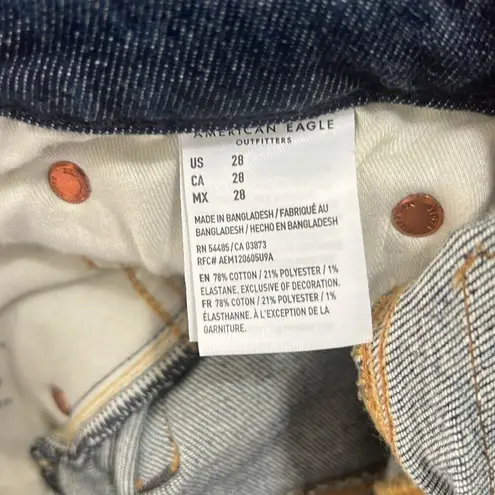 AMERICAN EAGLE
OUTFITTERS
US 28
CA 28
MX 28
MADE IN BANGLADESH / FABRIQUÉ AU
BANGLADESH / HECHO EN BANGLADESH
RN 54485 / CA 03873
RFC# AEM120605U9A
EN 78% COTTON / 21% POLYESTER / 1%
ELASTANE. EXCLUSIVE OF DECORATION.
FR 78% COTON / 21% POLYESTER / 1%
ÉLASTHANNE. À L'EXCEPTION DE LA
GARNITURE.